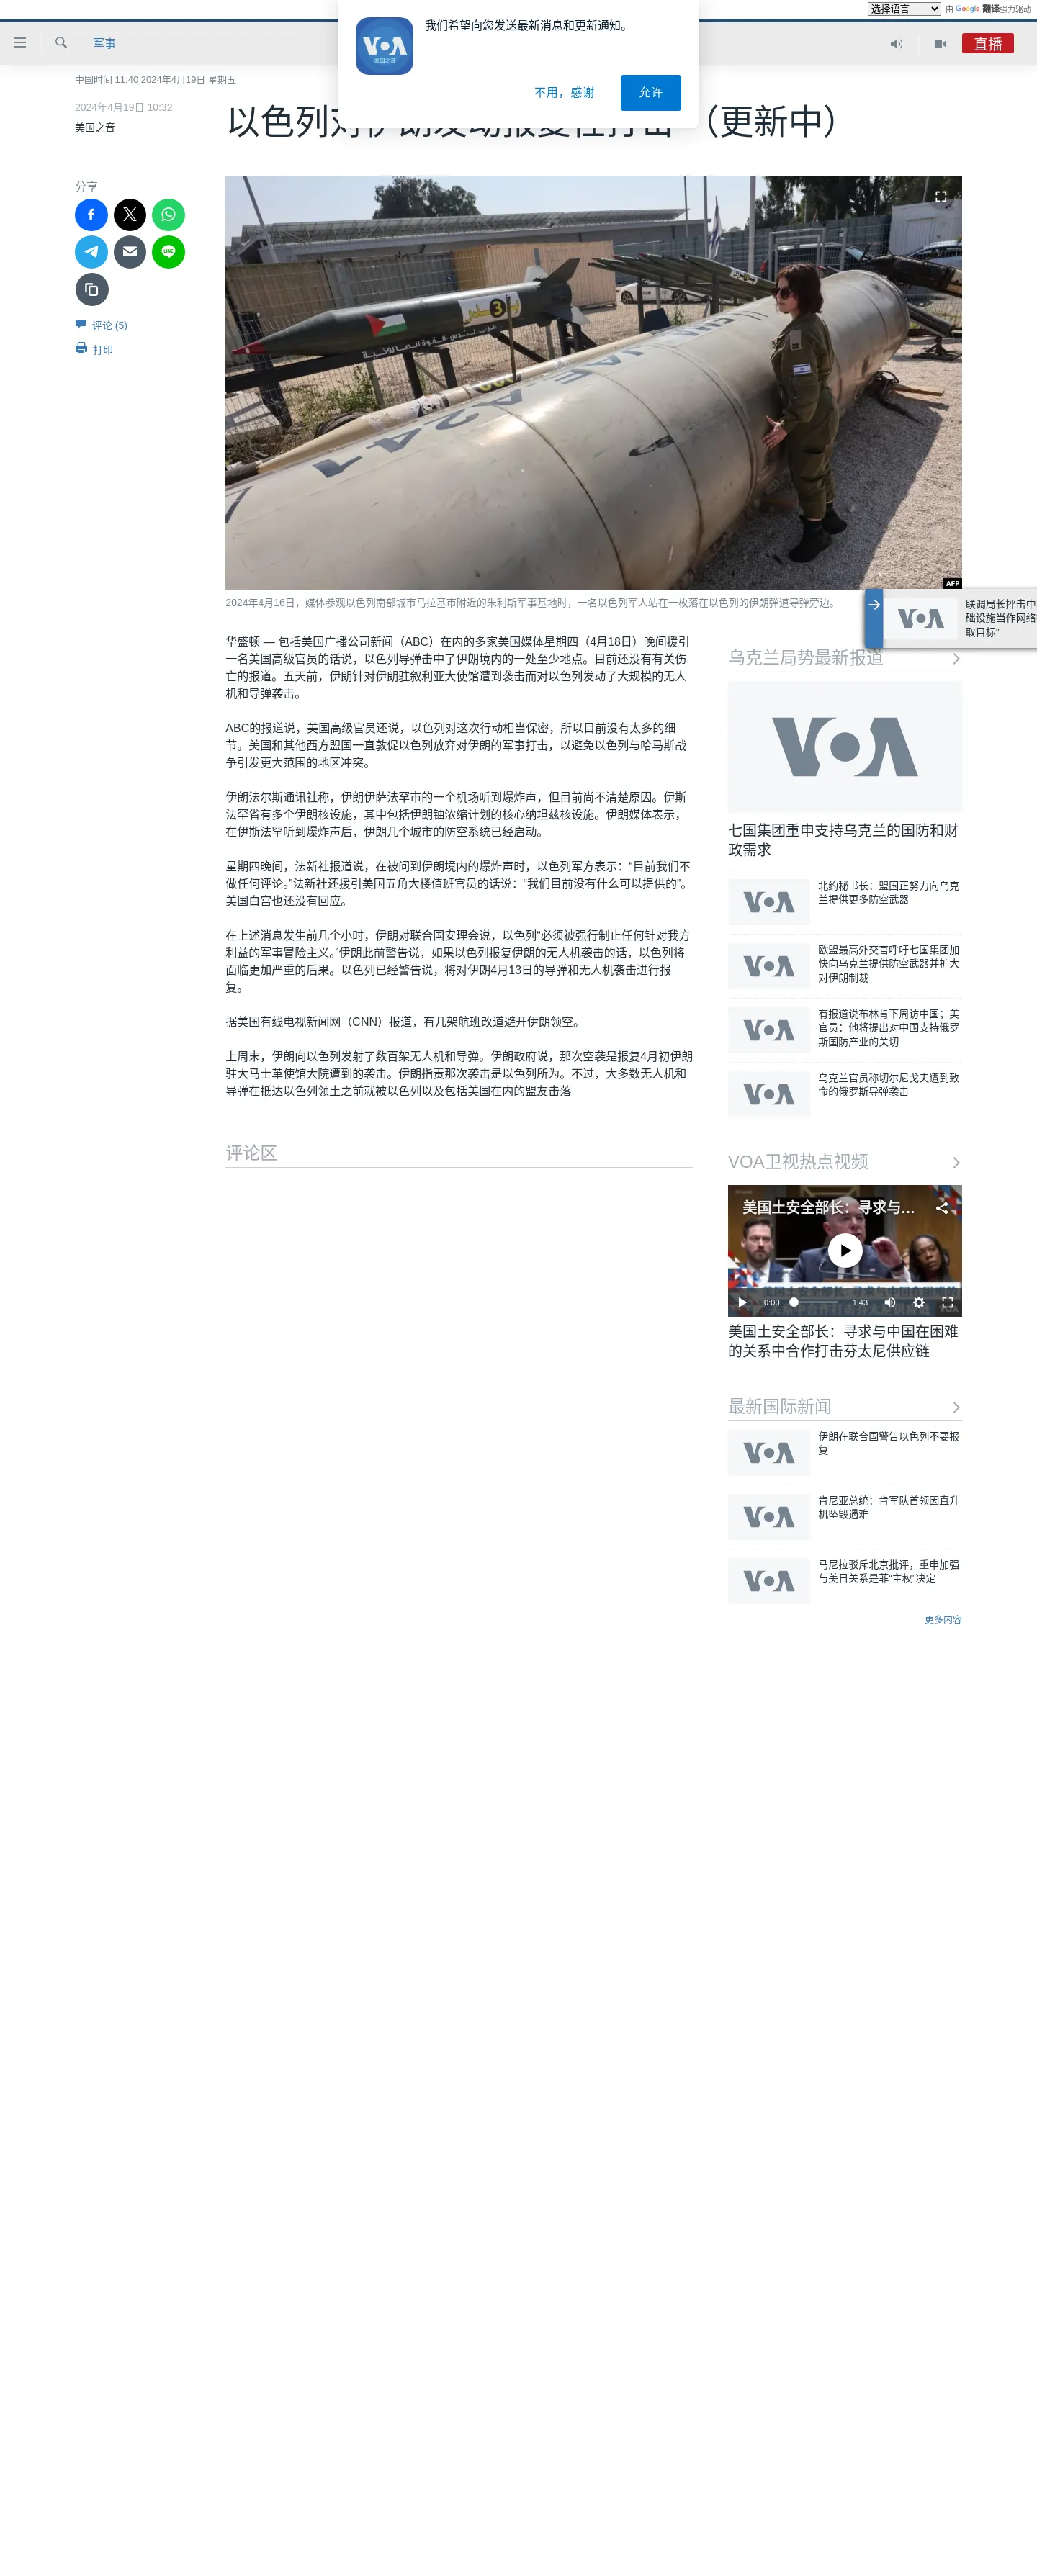 选择语言
由 Google 翻译强力驱动
我们希望向您发送最新消息和更新通知。
VOA
美国之音
不用，感谢
允许
军事
直播
中国时间 11:40 2024年4月19日 星期五
2024年4月19日 10:32
美国之音
（更新中）
分享
评论 (5)
打印
3
3
AFP
2024年4月16日，媒体参观以色列南部城市马拉基市附近的朱利斯军事基地时，一名以色列军人站在一枚落在以色列的伊朗弹道导弹旁边。
联调局长抨击中
础设施当作网络
取目标”
华盛顿 — 包括美国广播公司新闻（ABC）在内的多家美国媒体星期四（4月18日）晚间援引
一名美国高级官员的话说，以色列导弹击中了伊朗境内的一处至少地点。目前还没有有关伤
亡的报道。五天前，伊朗针对伊朗驻叙利亚大使馆遭到袭击而对以色列发动了大规模的无人
机和导弹袭击。
ABC的报道说，美国高级官员还说，以色列对这次行动相当保密，所以目前没有太多的细
节。美国和其他西方盟国一直敦促以色列放弃对伊朗的军事打击，以避免以色列与哈马斯战
争引发更大范围的地区冲突。
伊朗法尔斯通讯社称，伊朗伊萨法罕市的一个机场听到爆炸声，但目前尚不清楚原因。伊斯
法罕省有多个伊朗核设施，其中包括伊朗铀浓缩计划的核心纳坦兹核设施。伊朗媒体表示，
在伊斯法罕听到爆炸声后，伊朗几个城市的防空系统已经启动。
星期四晚间，法新社报道说，在被问到伊朗境内的爆炸声时，以色列军方表示：“目前我们不
做任何评论。”法新社还援引美国五角大楼值班官员的话说：“我们目前没有什么可以提供的”。
美国白宫也还没有回应。
在上述消息发生前几个小时，伊朗对联合国安理会说，以色列“必须被强行制止任何针对我方
利益的军事冒险主义。”伊朗此前警告说，如果以色列报复伊朗的无人机袭击的话，以色列将
面临更加严重的后果。以色列已经警告说，将对伊朗4月13日的导弹和无人机袭击进行报
复。
据美国有线电视新闻网（CNN）报道，有几架航班改道避开伊朗领空。
上周末，伊朗向以色列发射了数百架无人机和导弹。伊朗政府说，那次空袭是报复4月初伊朗
驻大马士革使馆大院遭到的袭击。伊朗指责那次袭击是以色列所为。不过，大多数无人机和
导弹在抵达以色列领土之前就被以色列以及包括美国在内的盟友击落
评论区
乌克兰局势最新报道
VOA
七国集团重申支持乌克兰的国防和财
政需求
VOA
北约秘书长：盟国正努力向乌克
兰提供更多防空武器
VOA
欧盟最高外交官呼吁七国集团加
快向乌克兰提供防空武器并扩大
对伊朗制裁
VOA
有报道说布林肯下周访中国；美
官员：他将提出对中国支持俄罗
斯国防产业的关切
VOA
乌克兰官员称切尔尼戈夫遭到致
命的俄罗斯导弹袭击
VOA卫视热点视频
美国土安全部长：寻求与...
0:00
1:43
美国土安全部长：寻求与中国在困难
的关系中合作打击芬太尼供应链
最新国际新闻
VOA
伊朗在联合国警告以色列不要报
复
VOA
肯尼亚总统：肯军队首领因直升
机坠毁遇难
VOA
马尼拉驳斥北京批评，重申加强
与美日关系是菲“主权”决定
更多内容